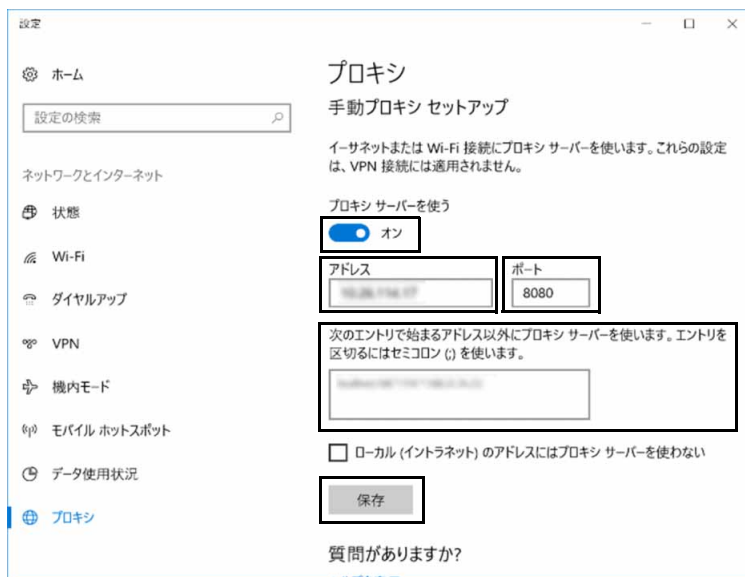 設定
ホーム
設定の検索
ネットワークとインターネット
状態
Wi-Fi
ダイヤルアップ
VPN
機内モード
モバイル ホットスポット
データ使用状況
プロキシ
プロキシ
手動プロキシ セットアップ
イーサネットまたは Wi-Fi 接続にプロキシ サーバーを使います。これらの設定
は、VPN 接続には適用されません。
プロキシ サーバーを使う
オン
アドレス
ポート
8080
次のエントリで始まるアドレス以外にプロキシ サーバーを使います。エントリを
区切るにはセミコロン (;) を使います。
ローカル (イントラネット) のアドレスにはプロキシ サーバーを使わない
保存
質問がありますか?